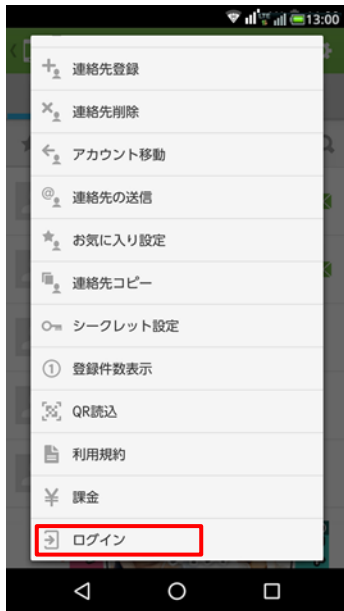 13:00
連絡先登録
連絡先削除
アカウント移動
連絡先の送信
お気に入り設定
連絡先コピー
シークレット設定
登録件数表示
QR読込
利用規約
課金
ログイン